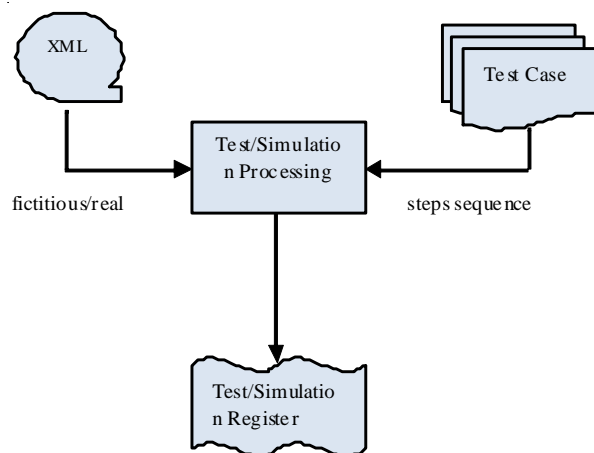 XML
Test Case
Test/Simulatio
n Processing
fictitious/real
steps sequence
Test/Simulatio
n Register